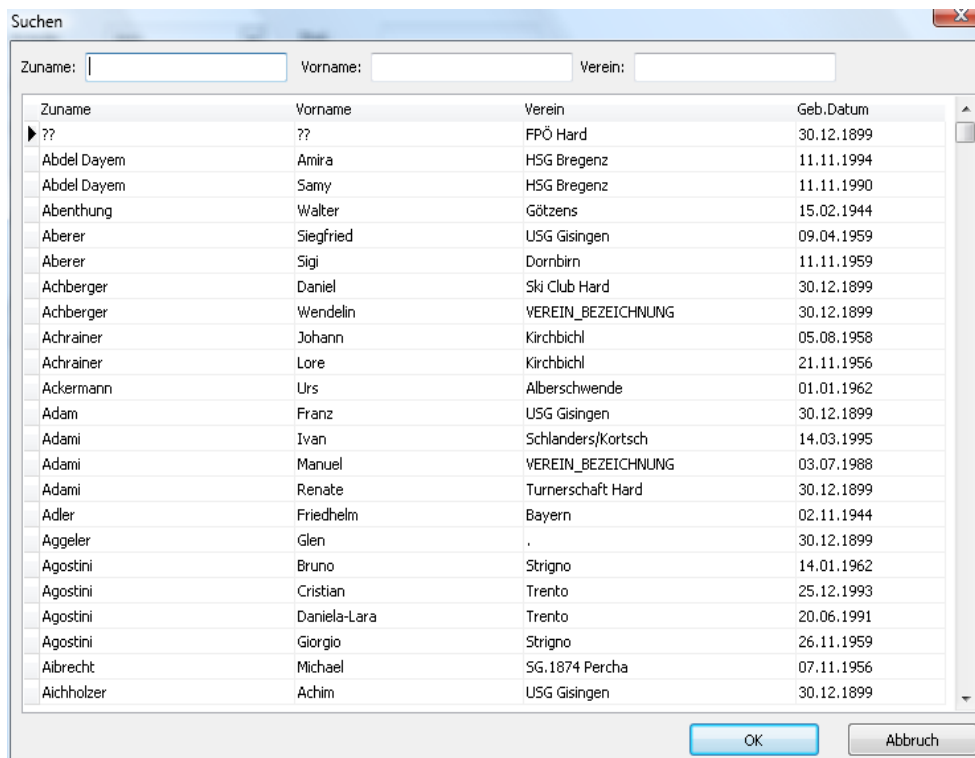 Suchen
Zuname: Vorname: Verein:
Zuname Vorname Verein Geb.Datum
?? ?? FPÖ Hard 30.12.1899
Abdel Dayem Amira HSG Bregenz 11.11.1994
Abdel Dayem Samy HSG Bregenz 11.11.1990
Abenthung Walter Götzens 15.02.1944
Aberer Siegfried USG Gisingen 09.04.1959
Aberer Sigi Dornbirn 11.11.1959
Achberger Daniel Ski Club Hard 30.12.1899
Achberger Wendelin VEREIN_BEZEICHNUNG 30.12.1899
Achrainer Johann Kirchbichl 05.08.1958
Achrainer Lore Kirchbichl 21.11.1956
Ackermann Urs Alberschwende 01.01.1962
Adam Franz USG Gisingen 30.12.1899
Adami Ivan Schlanders/Kortsch 14.03.1995
Adami Manuel VEREIN_BEZEICHNUNG 03.07.1988
Adami Renate Turnerschaft Hard 30.12.1899
Adler Friedhelm Bayern 02.11.1944
Aggeler Glen . 30.12.1899
Agostini Bruno Strigno 14.01.1962
Agostini Cristian Trento 25.12.1993
Agostini Daniela-Lara Trento 20.06.1991
Agostini Giorgio Strigno 26.11.1959
Aibrecht Michael SG.1874 Percha 07.11.1956
Aichholzer Achim USG Gisingen 30.12.1899
OK Abbruch